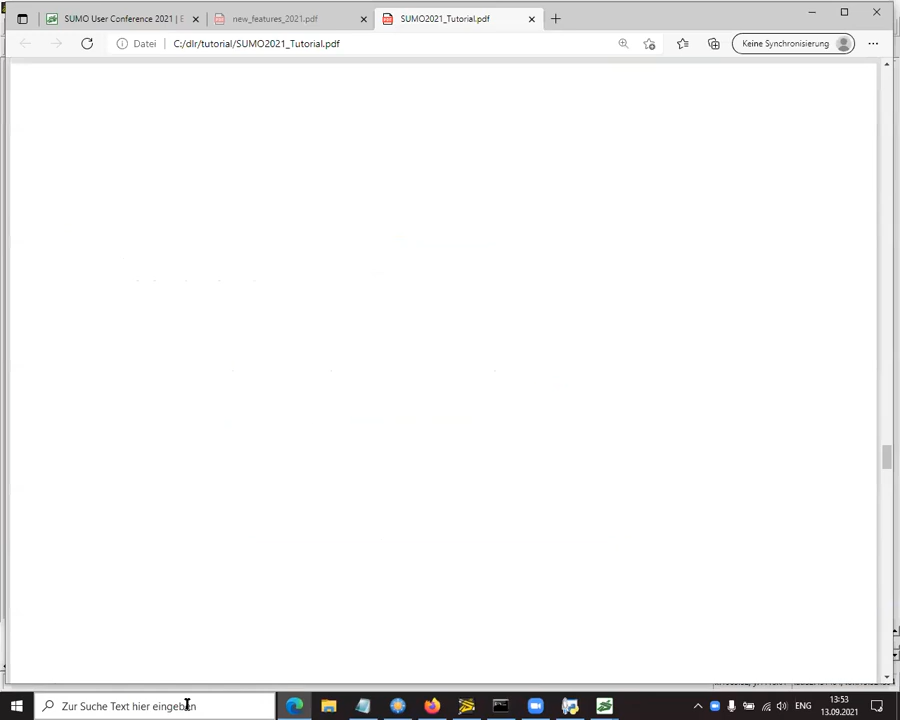 SUMO User Conference 2021 | E
new_features_2021.pdf
SUMO2021_Tutorial.pdf
Datei
C:/dlr/tutorial/SUMO2021_Tutorial.pdf
Keine Synchronisierung
Zur Suche Text hier eingeben
ENG
13:53
13.09.2021